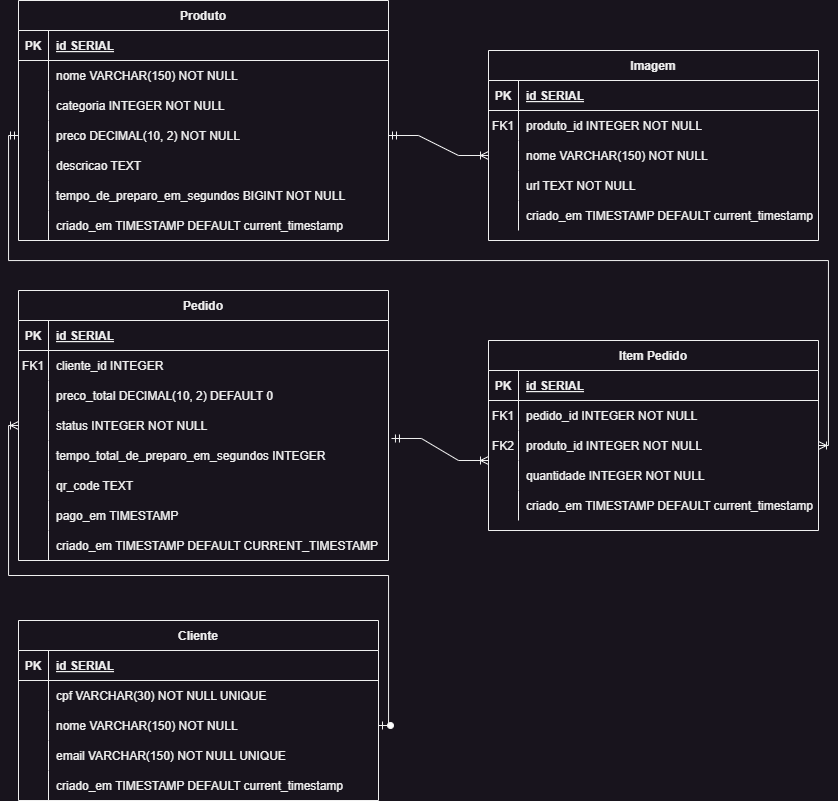 Produto
PK id SERIAL
nome VARCHAR(150) NOT NULL
categoria INTEGER NOT NULL
preco DECIMAL(10, 2) NOT NULL
descricao TEXT
tempo_de_preparo_em_segundos BIGINT NOT NULL
criado_em TIMESTAMP DEFAULT current_timestamp
Imagem
PK id SERIAL
FK1 produto_id INTEGER NOT NULL
nome VARCHAR(150) NOT NULL
url TEXT NOT NULL
criado_em TIMESTAMP DEFAULT current_timestamp
Pedido
PK id SERIAL
FK1 cliente_id INTEGER
preco_total DECIMAL(10, 2) DEFAULT 0
status INTEGER NOT NULL
tempo_total_de_preparo_em_segundos INTEGER
qr_code TEXT
pago_em TIMESTAMP
criado_em TIMESTAMP DEFAULT CURRENT_TIMESTAMP
Item Pedido
PK id SERIAL
FK1 pedido_id INTEGER NOT NULL
FK2 produto_id INTEGER NOT NULL
quantidade INTEGER NOT NULL
criado_em TIMESTAMP DEFAULT current_timestamp
Cliente
PK id SERIAL
cpf VARCHAR(30) NOT NULL UNIQUE
nome VARCHAR(150) NOT NULL
email VARCHAR(150) NOT NULL UNIQUE
criado_em TIMESTAMP DEFAULT current_timestamp